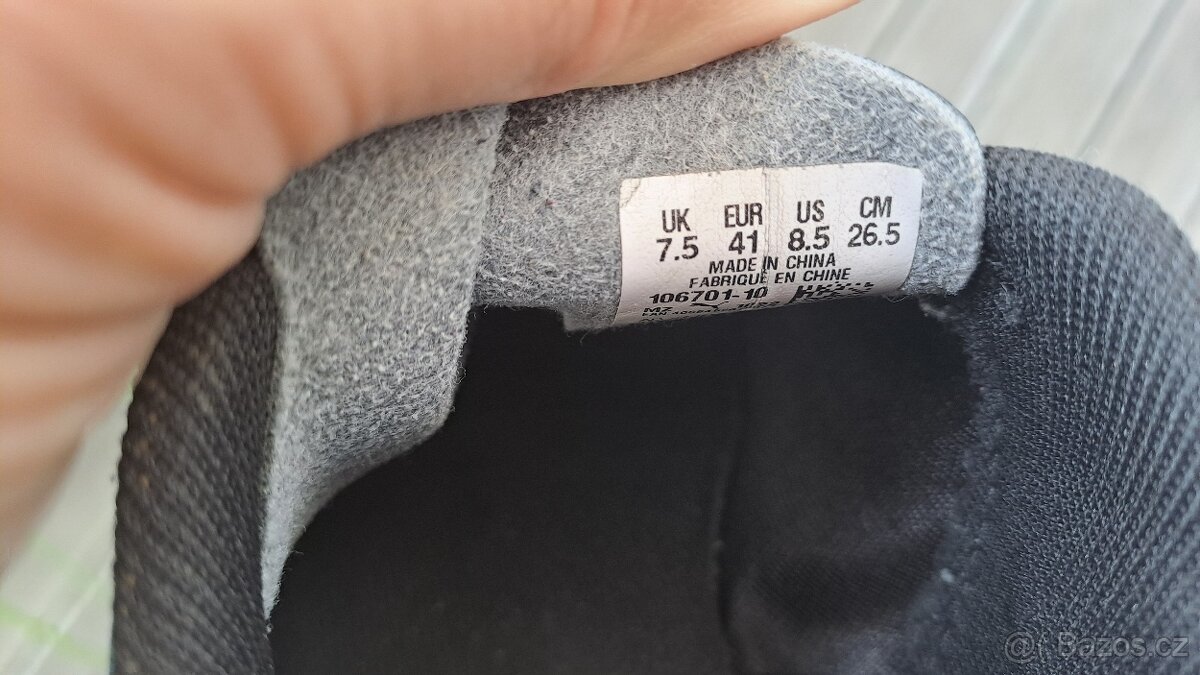 UK EUR US CM
7.5 41 8.5 26.5
MADE IN CHINA
FABRIQUE EN CHINE
106701-10
MZ
Bazos.cz